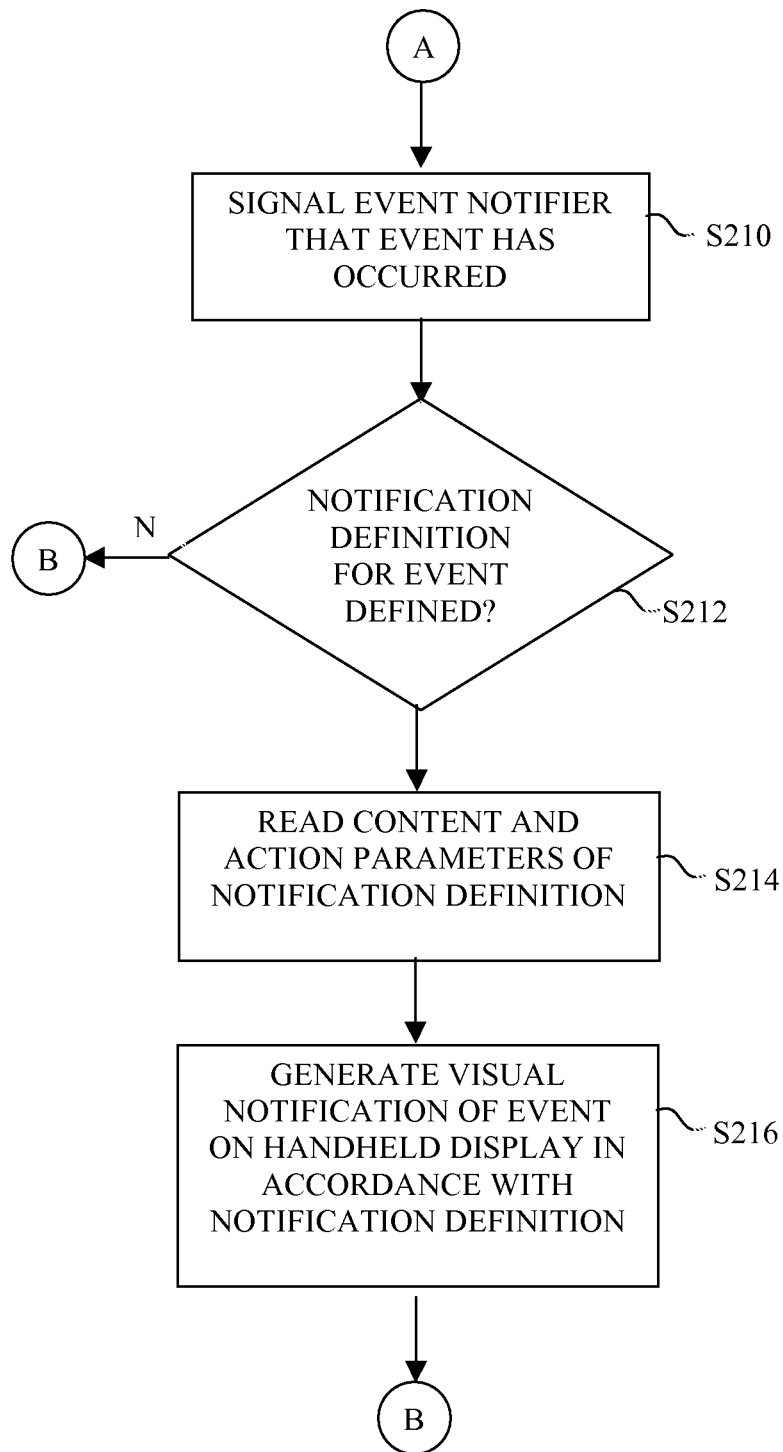 A
SIGNAL EVENT NOTIFIER
THAT EVENT HAS
OCCURRED
S210
NOTIFICATION
DEFINITION
FOR EVENT
DEFINED?
N
B
S212
READ CONTENT AND
ACTION PARAMETERS OF
NOTIFICATION DEFINITION
S214
GENERATE VISUAL
NOTIFICATION OF EVENT
ON HANDHELD DISPLAY IN
ACCORDANCE WITH
NOTIFICATION DEFINITION
S216
B